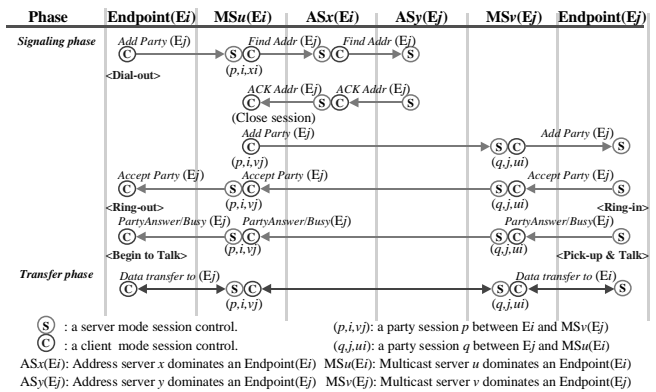 Phase Endpoint(Ei) MSu(Ei) ASx(Ei) ASy(Ej) MSv(Ej) Endpoint(Ej)
Signaling phase Add Party (Ej) Find Addr (Ej) Find Addr (Ej)
C S C S C S
<Dial-out> (p,i,xi)
ACK Addr (Ej) ACK Addr (Ej)
C S C S
(Close session)
Add Party (Ej) Add Party (Ej)
C S C S
(p,i,vj) (q,j,ui)
Accept Party (Ej) Accept Party (Ej) Accept Party (Ej)
C S C S C S
<Ring-out> (p,i,vj) (q,j,ui) <Ring-in>
PartyAnswer/Busy (Ej) PartyAnswer/Busy(Ej) PartyAnswer/Busy(Ej)
C S C S C S
<Begin to Talk> (p,i,vj) (q,j,ui) <Pick-up & Talk>
Transfer phase Data transfer to (Ej) Data transfer to (Ei)
C S C S C S
(p,i,vj) (q,j,ui)
S : a server mode session control. (p,i,vj): a party session p between Ei and MSv(Ej)
C : a client mode session control. (q,j,ui): a party session q between Ej and MSu(Ei)
ASx(Ei): Address server x dominates an Endpoint(Ei) MSu(Ei): Multicast server u dominates an Endpoint(Ei)
ASy(Ej): Address server y dominates an Endpoint(Ej) MSv(Ej): Multicast server v dominates an Endpoint(Ej)